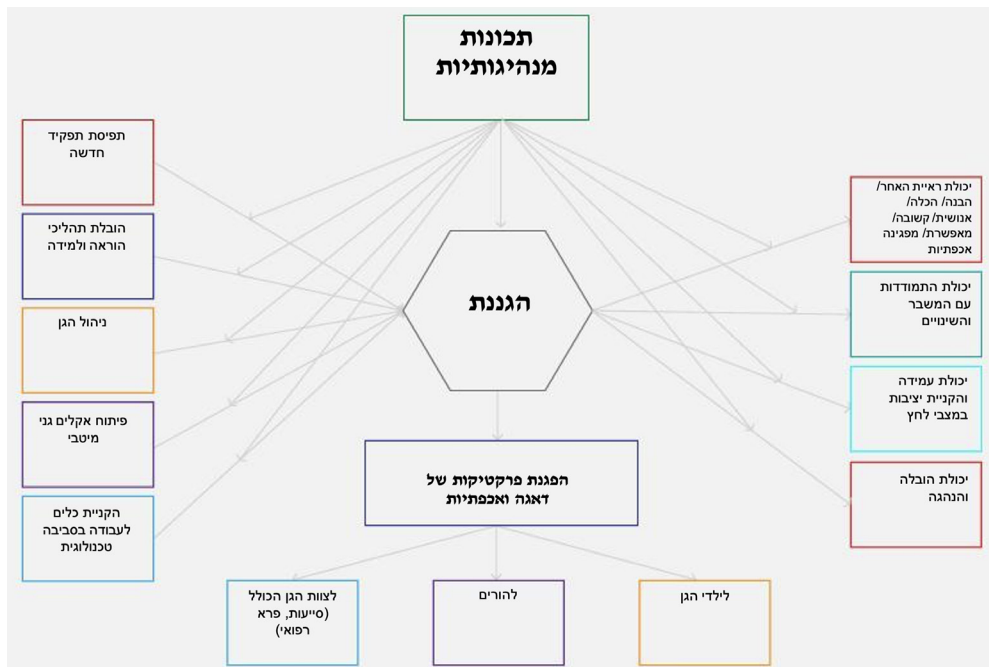 תכונות
מנהיגותיות
יכולת ראיית האחר/
הבנה/ הכלה/
אנושית/ קשובה/
מאפשרת/ מפגינה
אכפתיות
יכולת התמודדות
עם המשבר
והשינויים
יכולת עמידה
והקניית יציבות
במצבי לחץ
יכולת הובלה
והנהגה
הגננת
תפיסת תפקיד
חדשה
הובלת תהליכי
הוראה ולמידה
ניהול הגן
פיתוח אקלים גני
מיטבי
הקניית כלים
לעבודה בסביבה
טכנולוגית
הפגנת פרקטיקות של
דאגה ואכפתיות
לילדי הגן
להורים
לצוות הגן הכולל
(סייעות, פרא
רפואי)